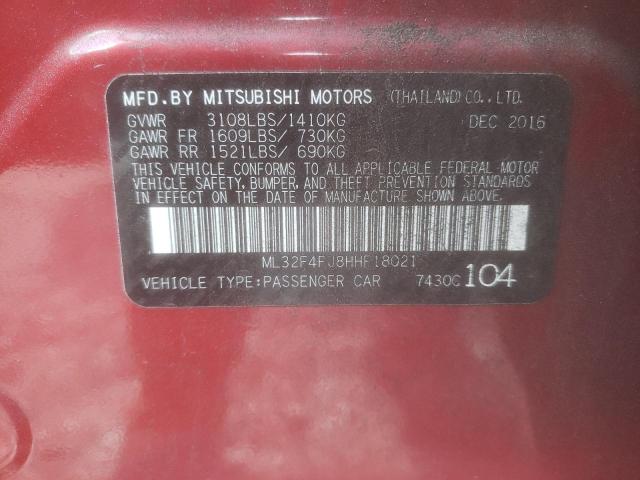 MFD.BY MITSUBISHI MOTORS (THAILAND) CO., LTD.
GVWR 3108LBS/1410KG DEC 2016
GAWR FR 1609LBS/ 730KG
GAWR RR 1521LBS/ 690KG
THIS VEHICLE CONFORMS TO ALL APPLICABLE FEDERAL MOTOR
VEHICLE SAFETY, BUMPER, AND THEFT PREVENTION STANDARDS
IN EFFECT ON THE DATE OF MANUFACTURE SHOWN ABOVE.
ML32F4FJ8HHF18021
VEHICLE TYPE:PASSENGER CAR 7430C 104